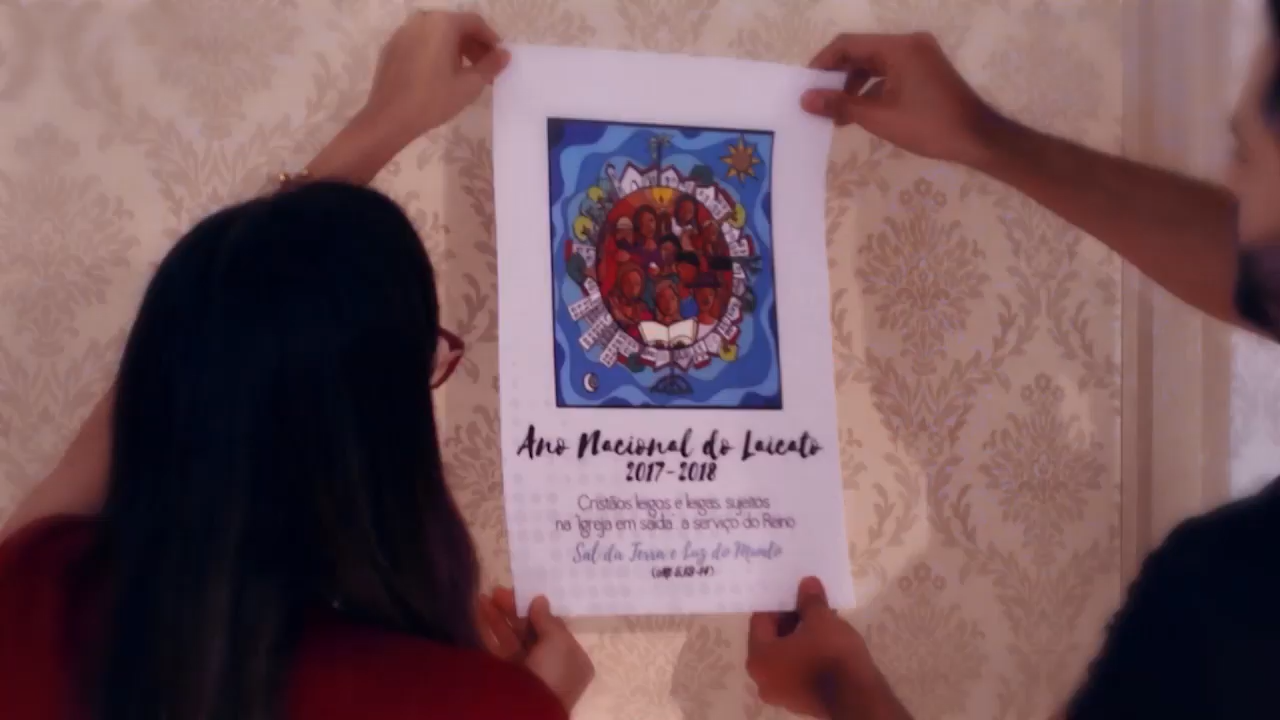 Ano Nacional do Laicato
2017-2018
Cristãos leigos e leigas, sujeitos
na Igreja em saída, a serviço do Reino
Sal da Terra e Luz do Mundo